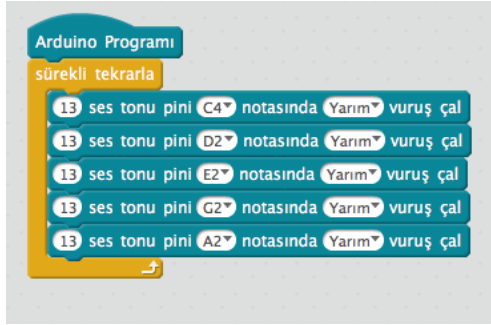 Arduino Programı
sürekli tekrarla
13 ses tonu pini C4 notasında Yarım vuruş çal
13 ses tonu pini D2 notasında Yarım vuruş çal
13 ses tonu pini E2 notasında Yarım vuruş çal
13 ses tonu pini G2 notasında Yarım vuruş çal
13 ses tonu pini A2 notasında Yarım vuruş çal